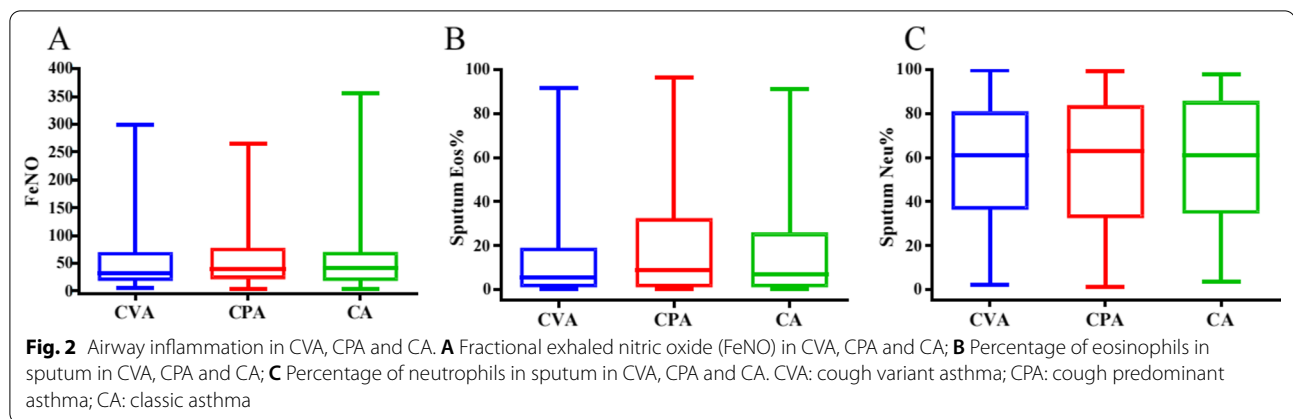 A
B
C
400
350
300
250
200
150
100
50
0
FeNO
CVA
CPA
CA
100
80
60
40
20
0
Sputum Eos%
CVA
CPA
CA
100
80
60
40
20
0
Sputum Neu%
CVA
CPA
CA
Fig. 2 Airway inflammation in CVA, CPA and CA. A Fractional exhaled nitric oxide (FeNO) in CVA, CPA and CA; B Percentage of eosinophils in
sputum in CVA, CPA and CA; C Percentage of neutrophils in sputum in CVA, CPA and CA. CVA: cough variant asthma; CPA: cough predominant
asthma; CA: classic asthma